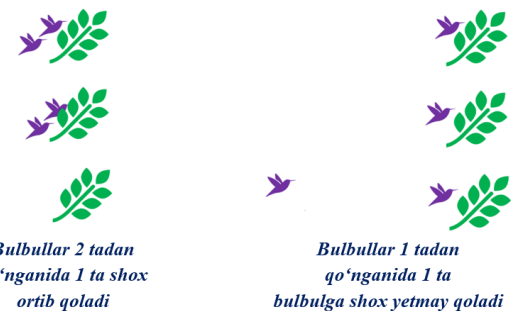 Bulbullar 2 tadan
‘nganida 1 ta shox
ortib qoladi
Bulbullar 1 tadan
qo‘nganida 1 ta
bulbulga shox yetmay qoladi